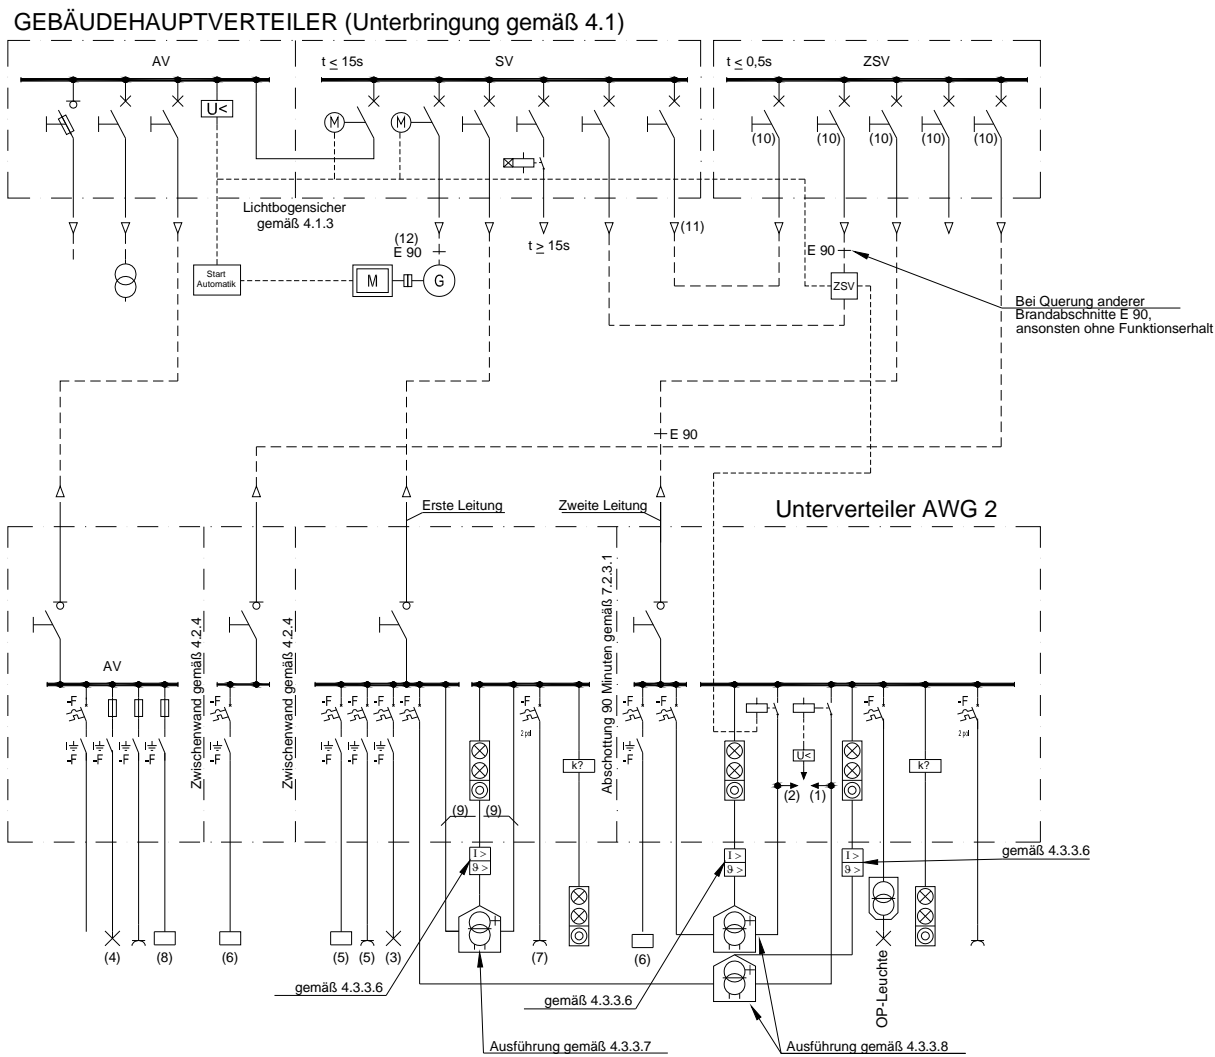 GEBÄUDEHAUPTVERTEILER (Unterbringung gemäß 4.1)
AV
t ≤ 15s
SV
t ≤ 0,5s
ZSV
U<
M
M
(10)
(10)
(10)
(10)
(10)
Lichtbogensicher
gemäß 4.1.3
(12)
E 90
t ≥ 15s
(11)
E 90
Start
Automatik
M
G
ZSV
Bei Querung anderer
Brandabschnitte E 90,
ansonsten ohne Funktionserhalt
E 90
Erste Leitung
Zweite Leitung
Unterverteiler AWG 2
Zwischenwand gemäß 4.2.4
Zwischenwand gemäß 4.2.4
Abschottung 90 Minuten gemäß 7.2.3.1
AV
-F
-F
-F
-F
-F
-F
-F
-F
-F
-F
-F
-F
2 pol
2 pol
-F
-F
-F
-F
-F
-F
-F
-F
-F
k?
U<
k?
(2)
(1)
(9)
(9)
I >
ϑ >
I >
ϑ >
I >
ϑ >
gemäß 4.3.3.6
(4)
(8)
(6)
(5)
(5)
(3)
(7)
(6)
OP-Leuchte
gemäß 4.3.3.6
gemäß 4.3.3.6
Ausführung gemäß 4.3.3.7
Ausführung gemäß 4.3.3.8